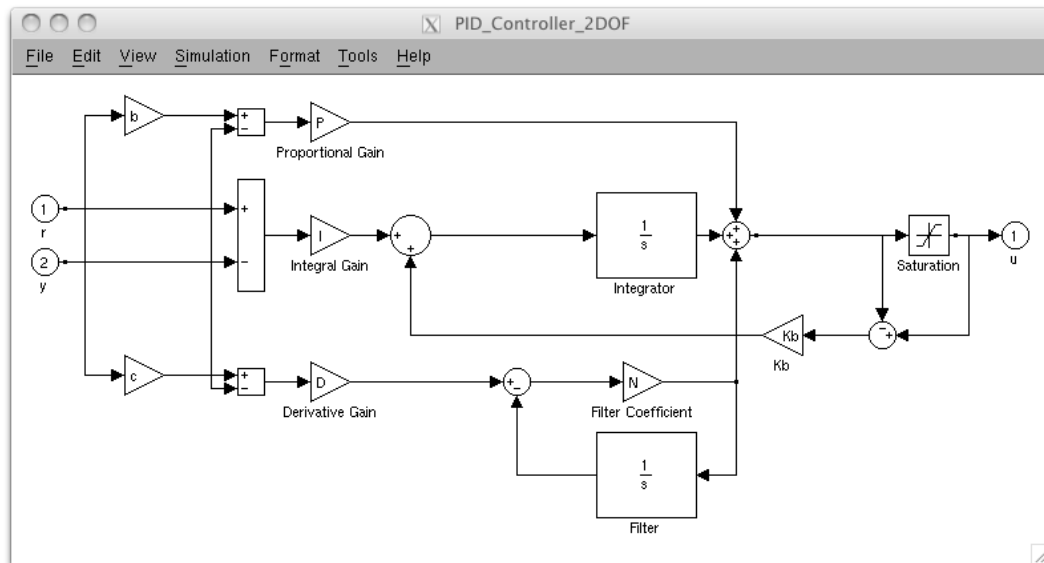 PID_Controller_2DOF
File Edit View Simulation Format Tools Help
b
+
−
P
Proportional Gain
1
r
+
−
I
Integral Gain
+
+
1
s
Integrator
+
+
+
Saturation
1
u
2
y
Kb
Kb
−
+
c
+
−
D
Derivative Gain
+
−
N
Filter Coefficient
1
s
Filter